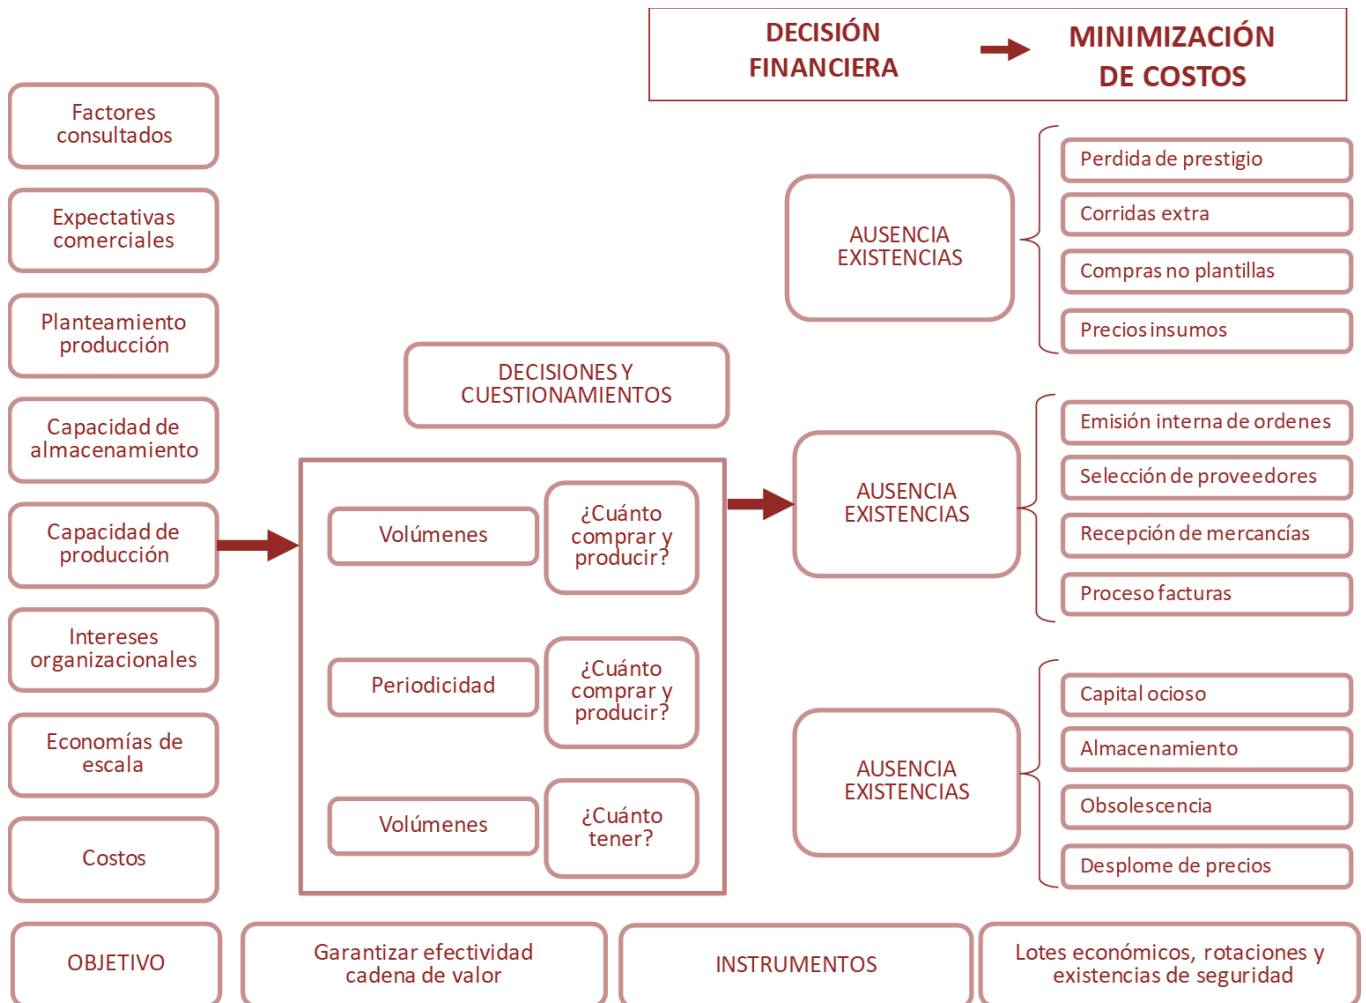 DECISIÓN
FINANCIERA
MINIMIZACIÓN
DE COSTOS
Factores
consultados
Expectativas
comerciales
Planteamiento
producción
Capacidad de
almacenamiento
Capacidad de
producción
Intereses
organizacionales
Economías de
escala
Costos
DECISIONES Y
CUESTIONAMIENTOS
Volúmenes
¿Cuánto
comprar y
producir?
Periodicidad
¿Cuánto
comprar y
producir?
Volúmenes
¿Cuánto
tener?
AUSENCIA
EXISTENCIAS
Perdida de prestigio
Corridas extra
Compras no plantillas
Precios insumos
AUSENCIA
EXISTENCIAS
Emisión interna de ordenes
Selección de proveedores
Recepción de mercancías
Proceso facturas
AUSENCIA
EXISTENCIAS
Capital ocioso
Almacenamiento
Obsolescencia
Desplome de precios
OBJETIVO
Garantizar efectividad
cadena de valor
INSTRUMENTOS
Lotes económicos, rotaciones y
existencias de seguridad